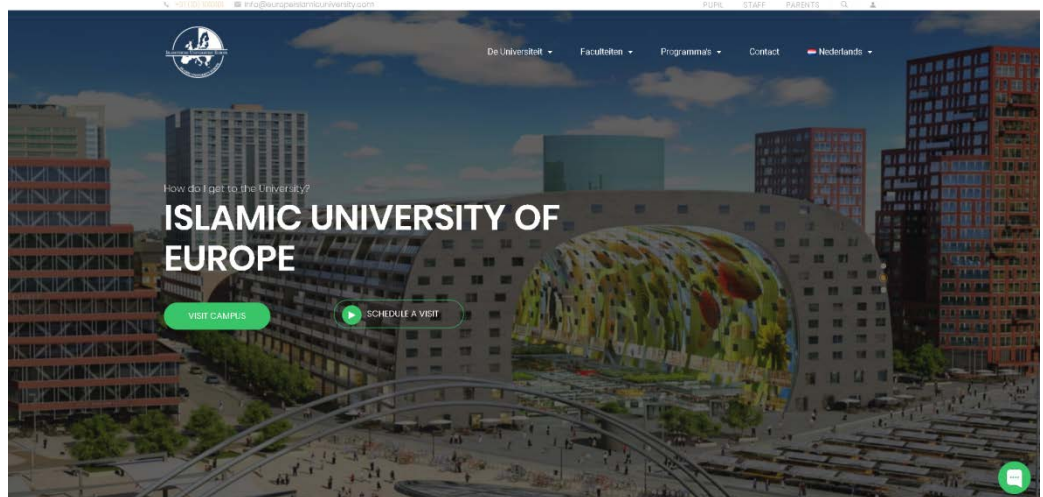 info@europeislamicuniversity.com
PUPIL STAFF PARENTS
De Universiteit Faculteiten Programma's Contact Nederlands
How do I get to the University?
ISLAMIC UNIVERSITY OF
EUROPE
VISIT CAMPUS
SCHEDULE A VISIT